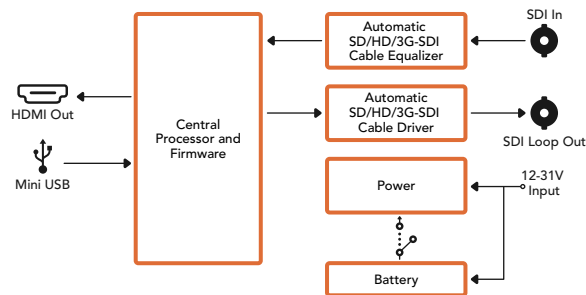 SDI In
Automatic
SD/HD/3G-SDI
Cable Equalizer
HDMI Out
Automatic
SD/HD/3G-SDI
Cable Driver
SDI Loop Out
Central
Processor and
Firmware
Mini USB
Power
12-31V
Input
Battery